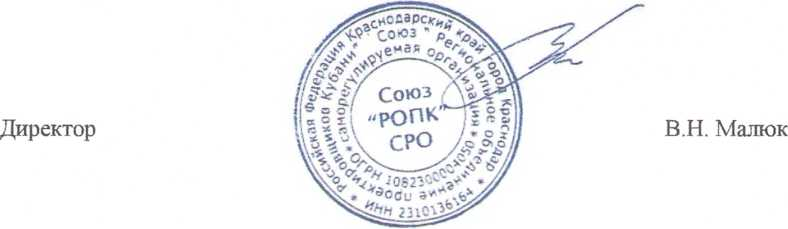 Директор
В.Н. Малюк
* Российская Федерация Краснодарский край город Краснодар *
ИНН 2310136164
Союз " Региональное объединение проектировщиков Кубани"
* саморегулируемая организация *
ОГРН 1082300004050
Союз
"РОПК"
СРО